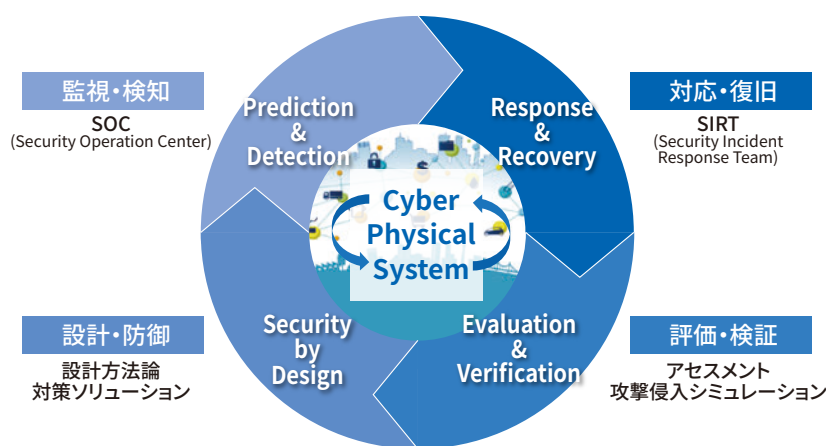 監視・検知
SOC
(Security Operation Center)
Prediction
&
Detection
Response
&
Recovery
対応・復旧
SIRT
(Security Incident
Response Team)
Cyber
Physical
System
設計・防御
設計方法論
対策ソリューション
Security
by
Design
Evaluation
&
Verification
評価・検証
アセスメント
攻撃侵入シミュレーション